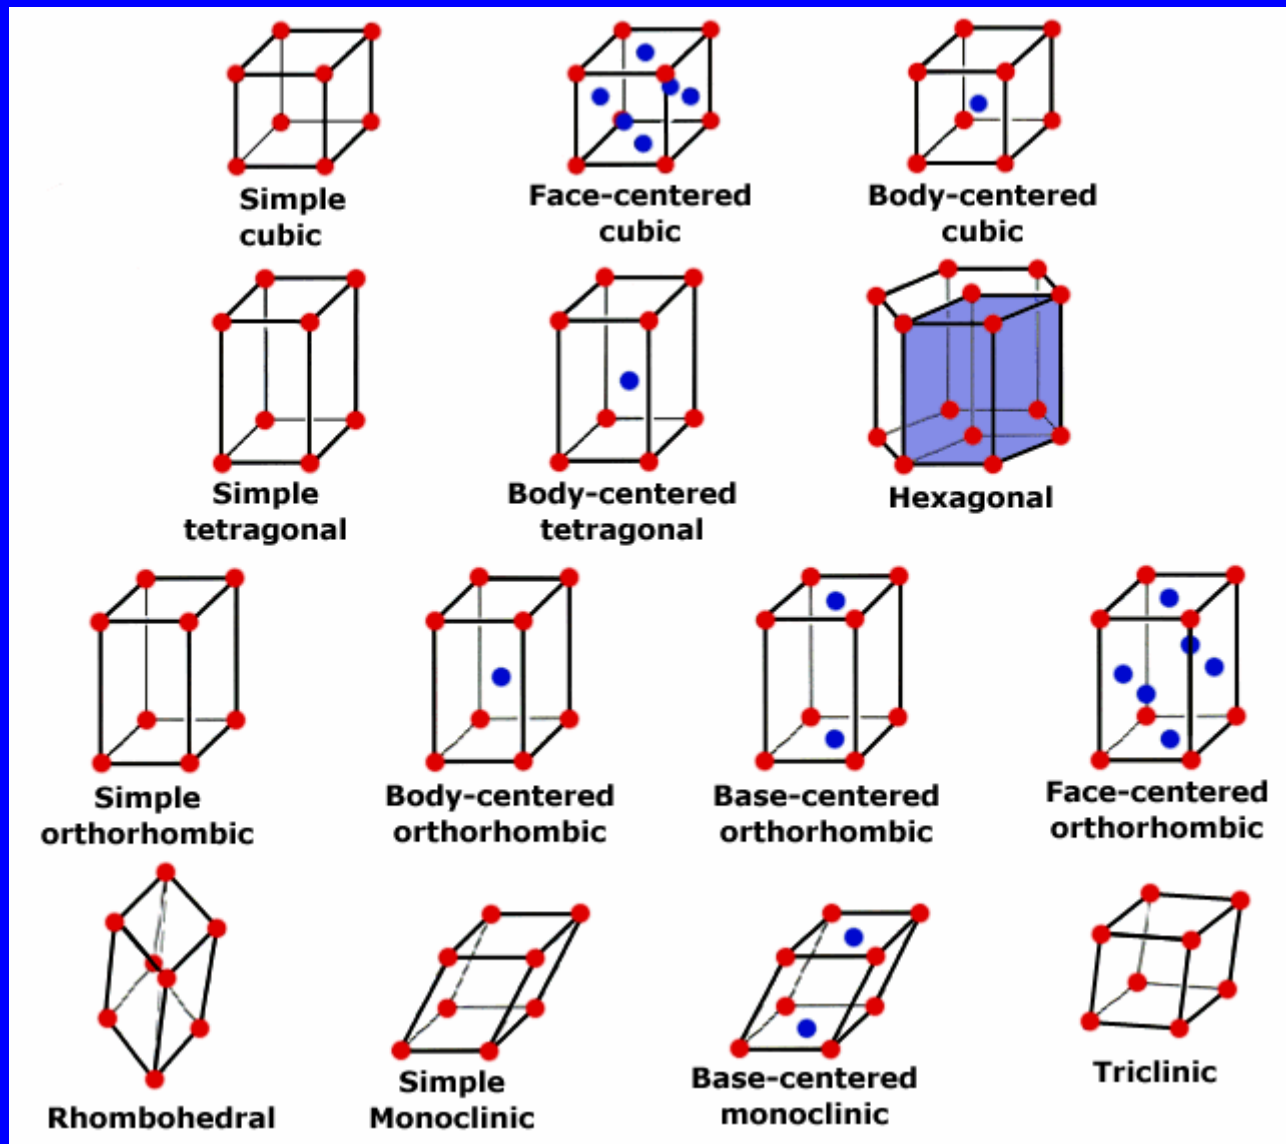 Simple
cubic
Face-centered
cubic
Body-centered
cubic
Simple
tetragonal
Body-centered
tetragonal
Hexagonal
Simple
orthorhombic
Body-centered
orthorhombic
Base-centered
orthorhombic
Face-centered
orthorhombic
Rhombohedral
Simple
Monoclinic
Base-centered
monoclinic
Triclinic